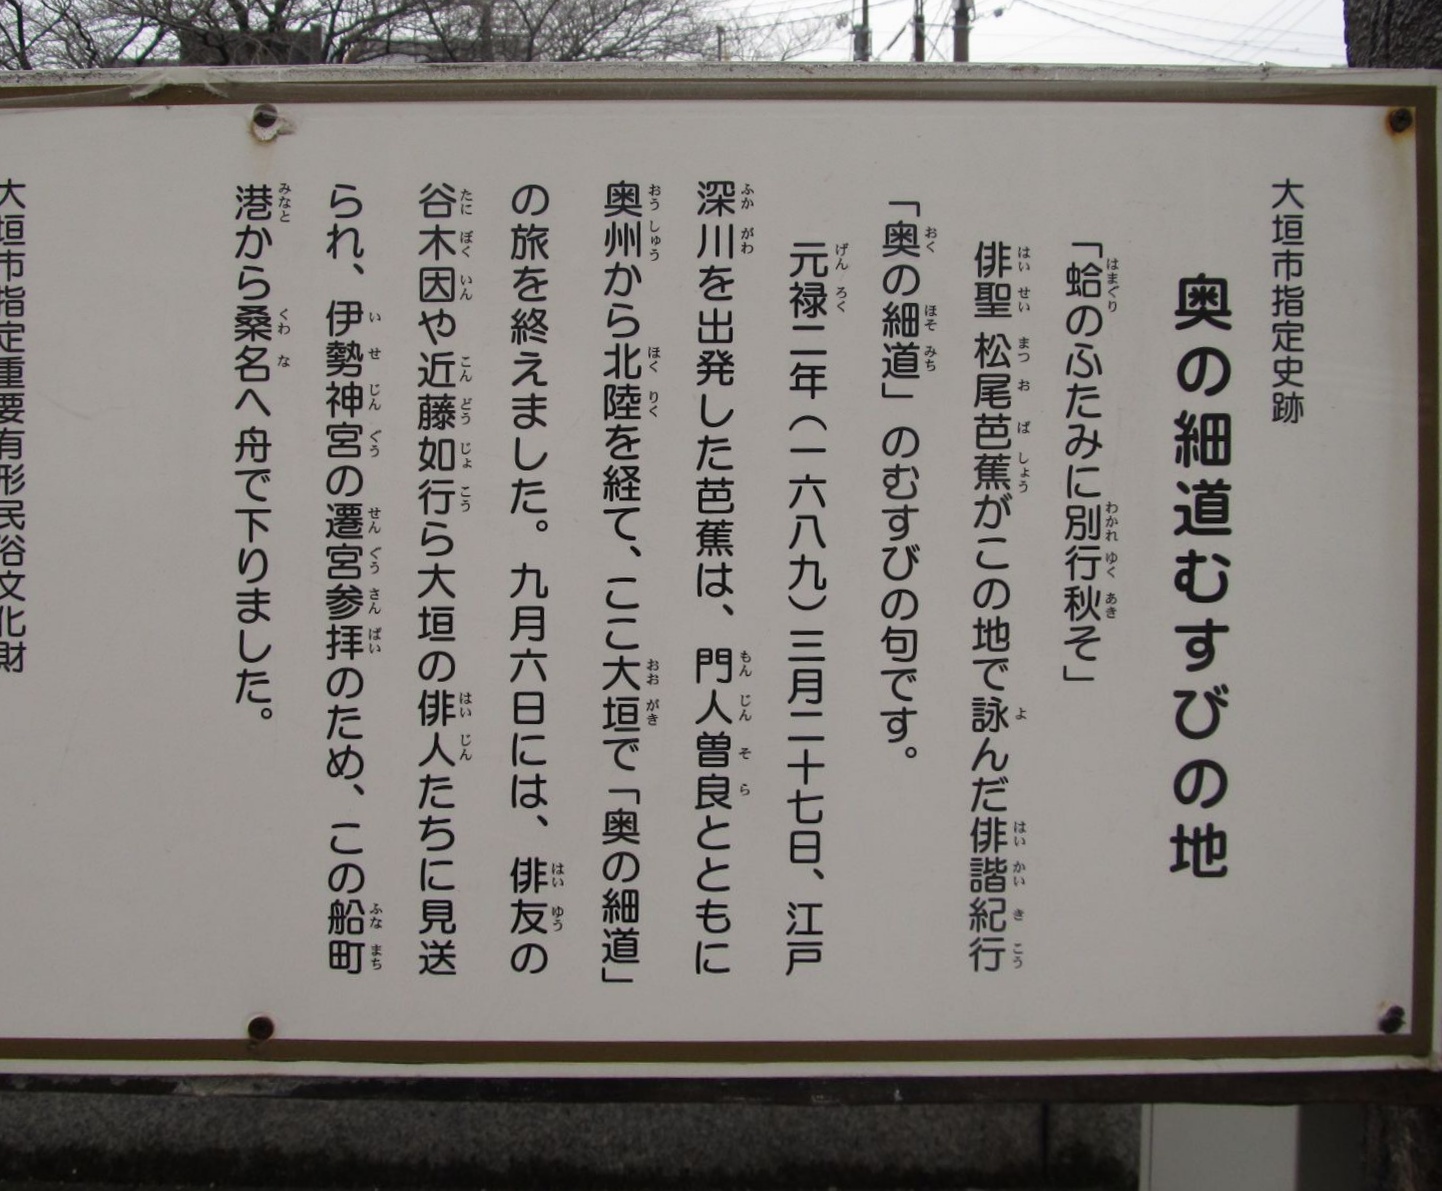 大垣市指定史跡
奥の細道むすびの地
「蛤のふたみに別行秋そ」
俳聖 松尾芭蕉がこの地で詠んだ俳諧紀行
「奥の細道」のむすびの句です。
元禄二年（一六八九）三月二十七日、江戸
深川を出発した芭蕉は、門人曽良とともに
奥州から北陸を経て、ここ大垣で「奥の細道」
の旅を終えました。九月六日には、俳友の
谷木因や近藤如行ら大垣の俳人たちに見送
られ、伊勢神宮の遷宮参拝のため、この船町
港から桑名へ舟で下りました。
大垣市指定重要有形民俗文化財